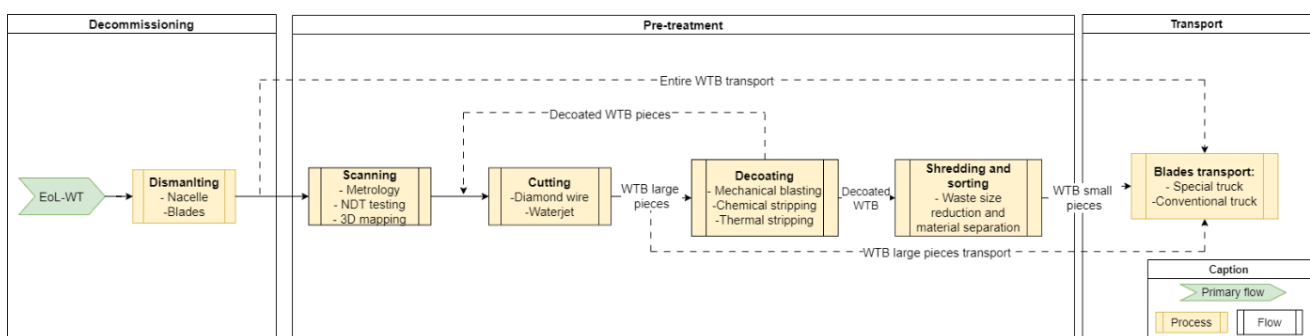 Decommissioning
Pre-treatment
Transport
Entire WTB transport
Decoated WTB pieces
EoL-WT
Dismanlting
- Nacelle
-Blades
Scanning
- Metrology
- NDT testing
- 3D mapping
Cutting
-Diamond wire
-Waterjet
WTB large
pieces
Decoating
- Mechanical blasting
-Chemical stripping
-Thermal stripping
Decoated
WTB
Shredding and
sorting
- Waste size
reduction and
material separation
WTB small
pieces
Blades transport:
- Special truck
-Conventional truck
WTB large pieces transport
Caption
Primary flow
Process
Flow